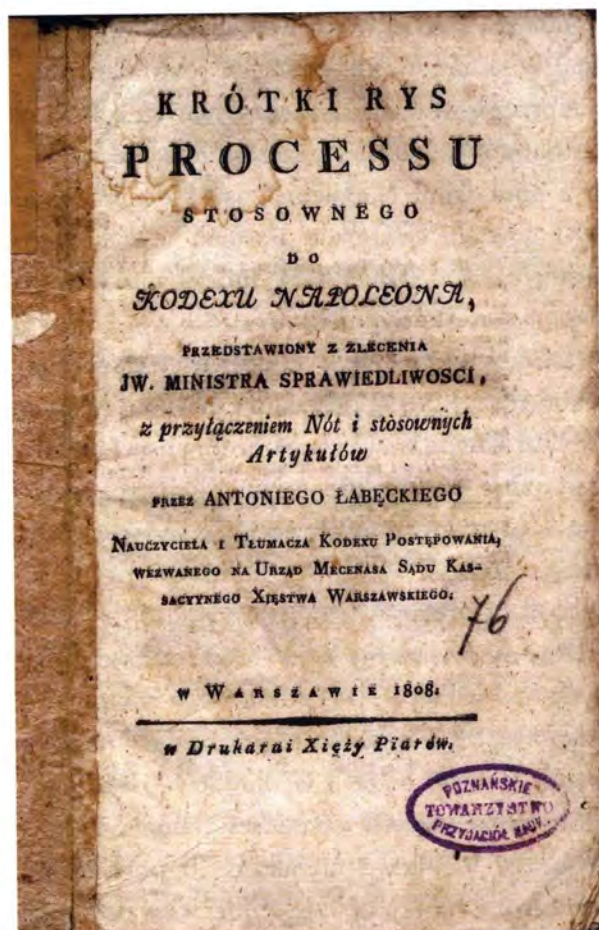 KRÓTKI RYS
PROCESSU
STOSOWNEGO
DO
KODEXU NAPOLEONA,
PRZEDSTAWIONY Z ZLECENIA
JW. MINISTRA SPRAWIEDLIWOSCI,
z przyłączeniem Nót i stòsownych
Artykułów
PRZEZ ANTONIEGO ŁABĘCKIEGO
NAUCZYCIELA I TŁUMACZA KODEXU POSTĘPOWANIA,
WEZWANEGO NA URZĄD MECENASA SĄDU KAS-
SACYYNEGO XIĘSTWA WARSZAWSKIEGO.
76
W WARSZAWIE 1808.
w Drukarni Xięży Piarów.
POZNAŃSKIE
TOWARZYSTWO
PRZYJACIÓŁ NAUK